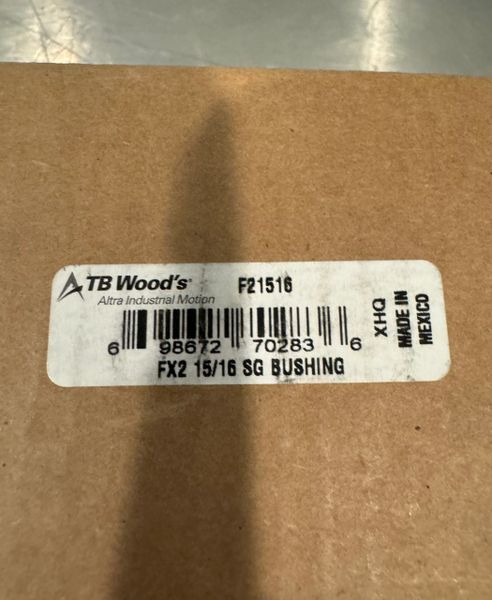 TB Wood's®
Altra Industrial Motion
F21516
6 98672 70283 6
FX2 15/16 SG BUSHING
XHQ
MADE IN
MEXICO